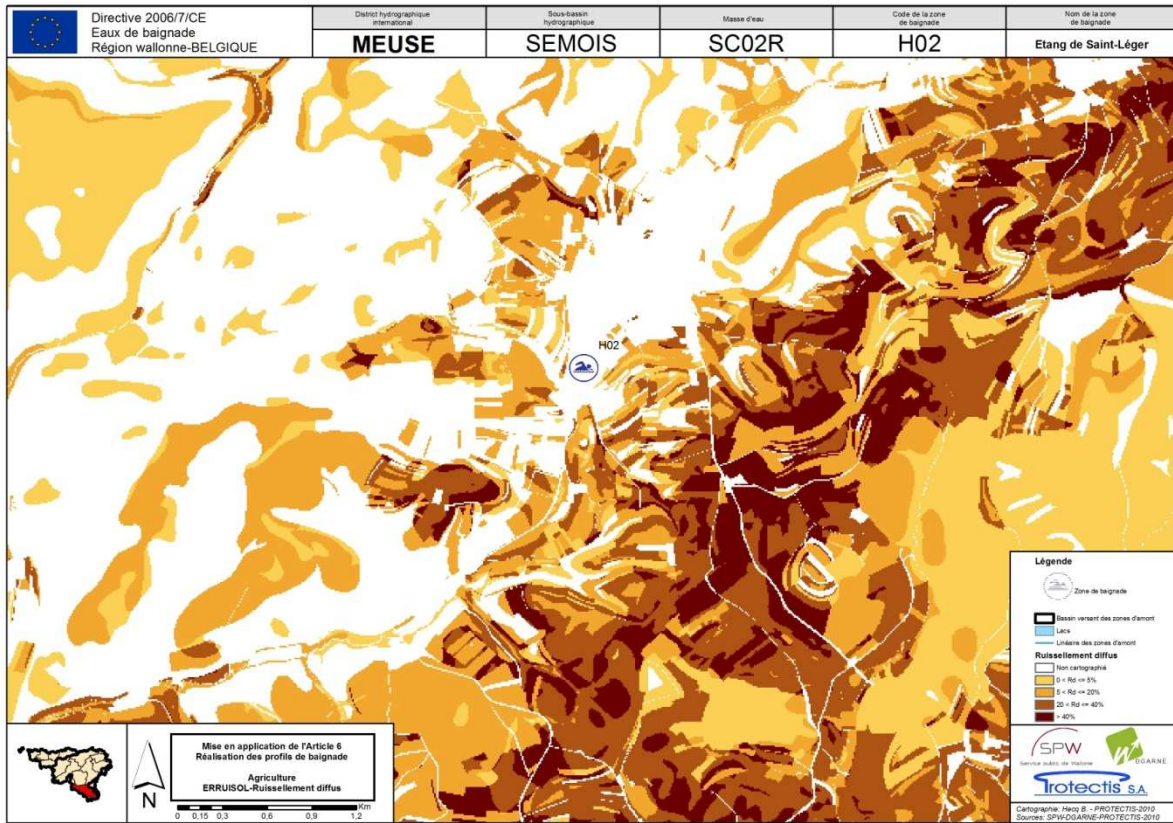 Directive 2006/7/CE
Eaux de baignade
Région wallonne-BELGIQUE
District hydrographique
international
MEUSE
Sous-bassin
hydrographique
SEMOIS
Masse d'eau
SC02R
Code de la zone
de baignade
H02
Nom de la zone
de baignade
Etang de Saint-Léger
H02
Légende
Zone de baignade
Bassin versant des zones d'amont
Lacs
Linéaire des zones d'amont
Ruissellement diffus
Non cartographié
0 < Rd <= 5%
5 < Rd <= 20%
20 < Rd <= 40%
> 40%
N
Mise en application de l'Article 6
Réalisation des profils de baignade
Agriculture
ERRUISOL-Ruissellement diffus
Km
0 0,15 0,3 0,6 0,9 1,2
SPW
Service public de Wallonie
DGARNE
Protectis S.A.
Cartographie: Hecq B. - PROTECTIS-2010
Sources: SPW-DGARNE-PROTECTIS-2010